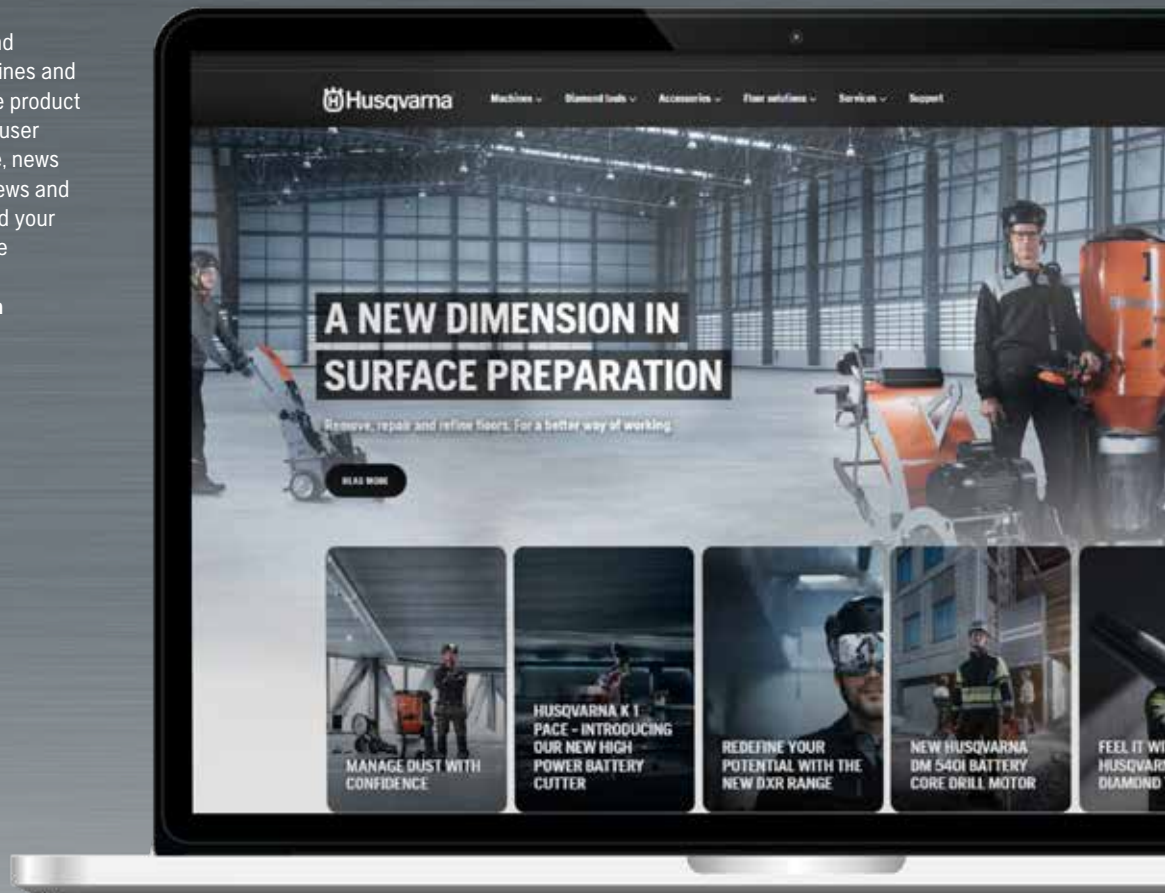 nd
ines and
e product
user
e, news
ews and
d your
e
n
Husqvarna
Machines
Diamond tools
Accessories
Floor solutions
Services
Support
A NEW DIMENSION IN
SURFACE PREPARATION
Remove, repair and refine floors. For a better way of working.
READ MORE
MANAGE DUST WITH
CONFIDENCE
HUSQVARNA K 1
PACE - INTRODUCING
OUR NEW HIGH
POWER BATTERY
CUTTER
REDEFINE YOUR
POTENTIAL WITH THE
NEW DXR RANGE
NEW HUSQVARNA
DM 540I BATTERY
CORE DRILL MOTOR
FEEL IT WI
HUSQVARN
DIAMOND